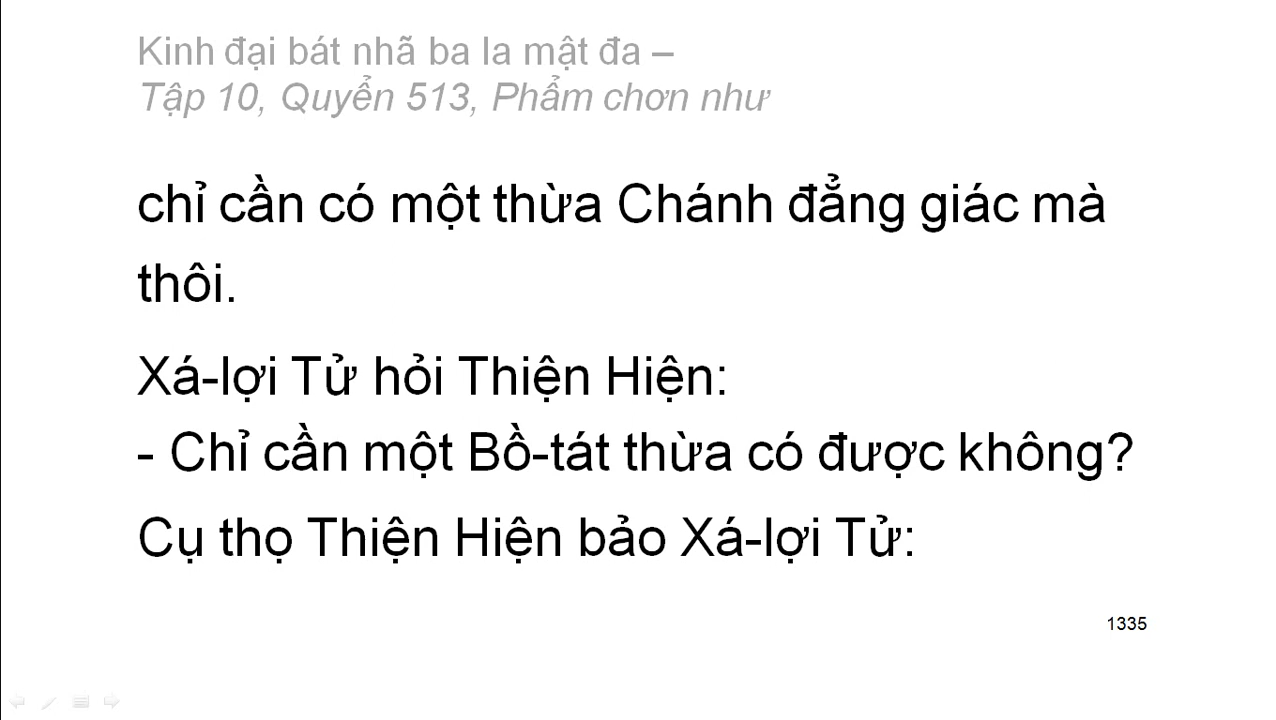 Kinh đại bát nhã ba la mật đa –
Tập 10, Quyển 513, Phẩm chơn như
chỉ cần có một thừa Chánh đẳng giác mà
thôi.
Xá-lợi Tử hỏi Thiện Hiện:
- Chỉ cần một Bồ-tát thừa có được không?
Cụ thọ Thiện Hiện bảo Xá-lợi Tử:
1335